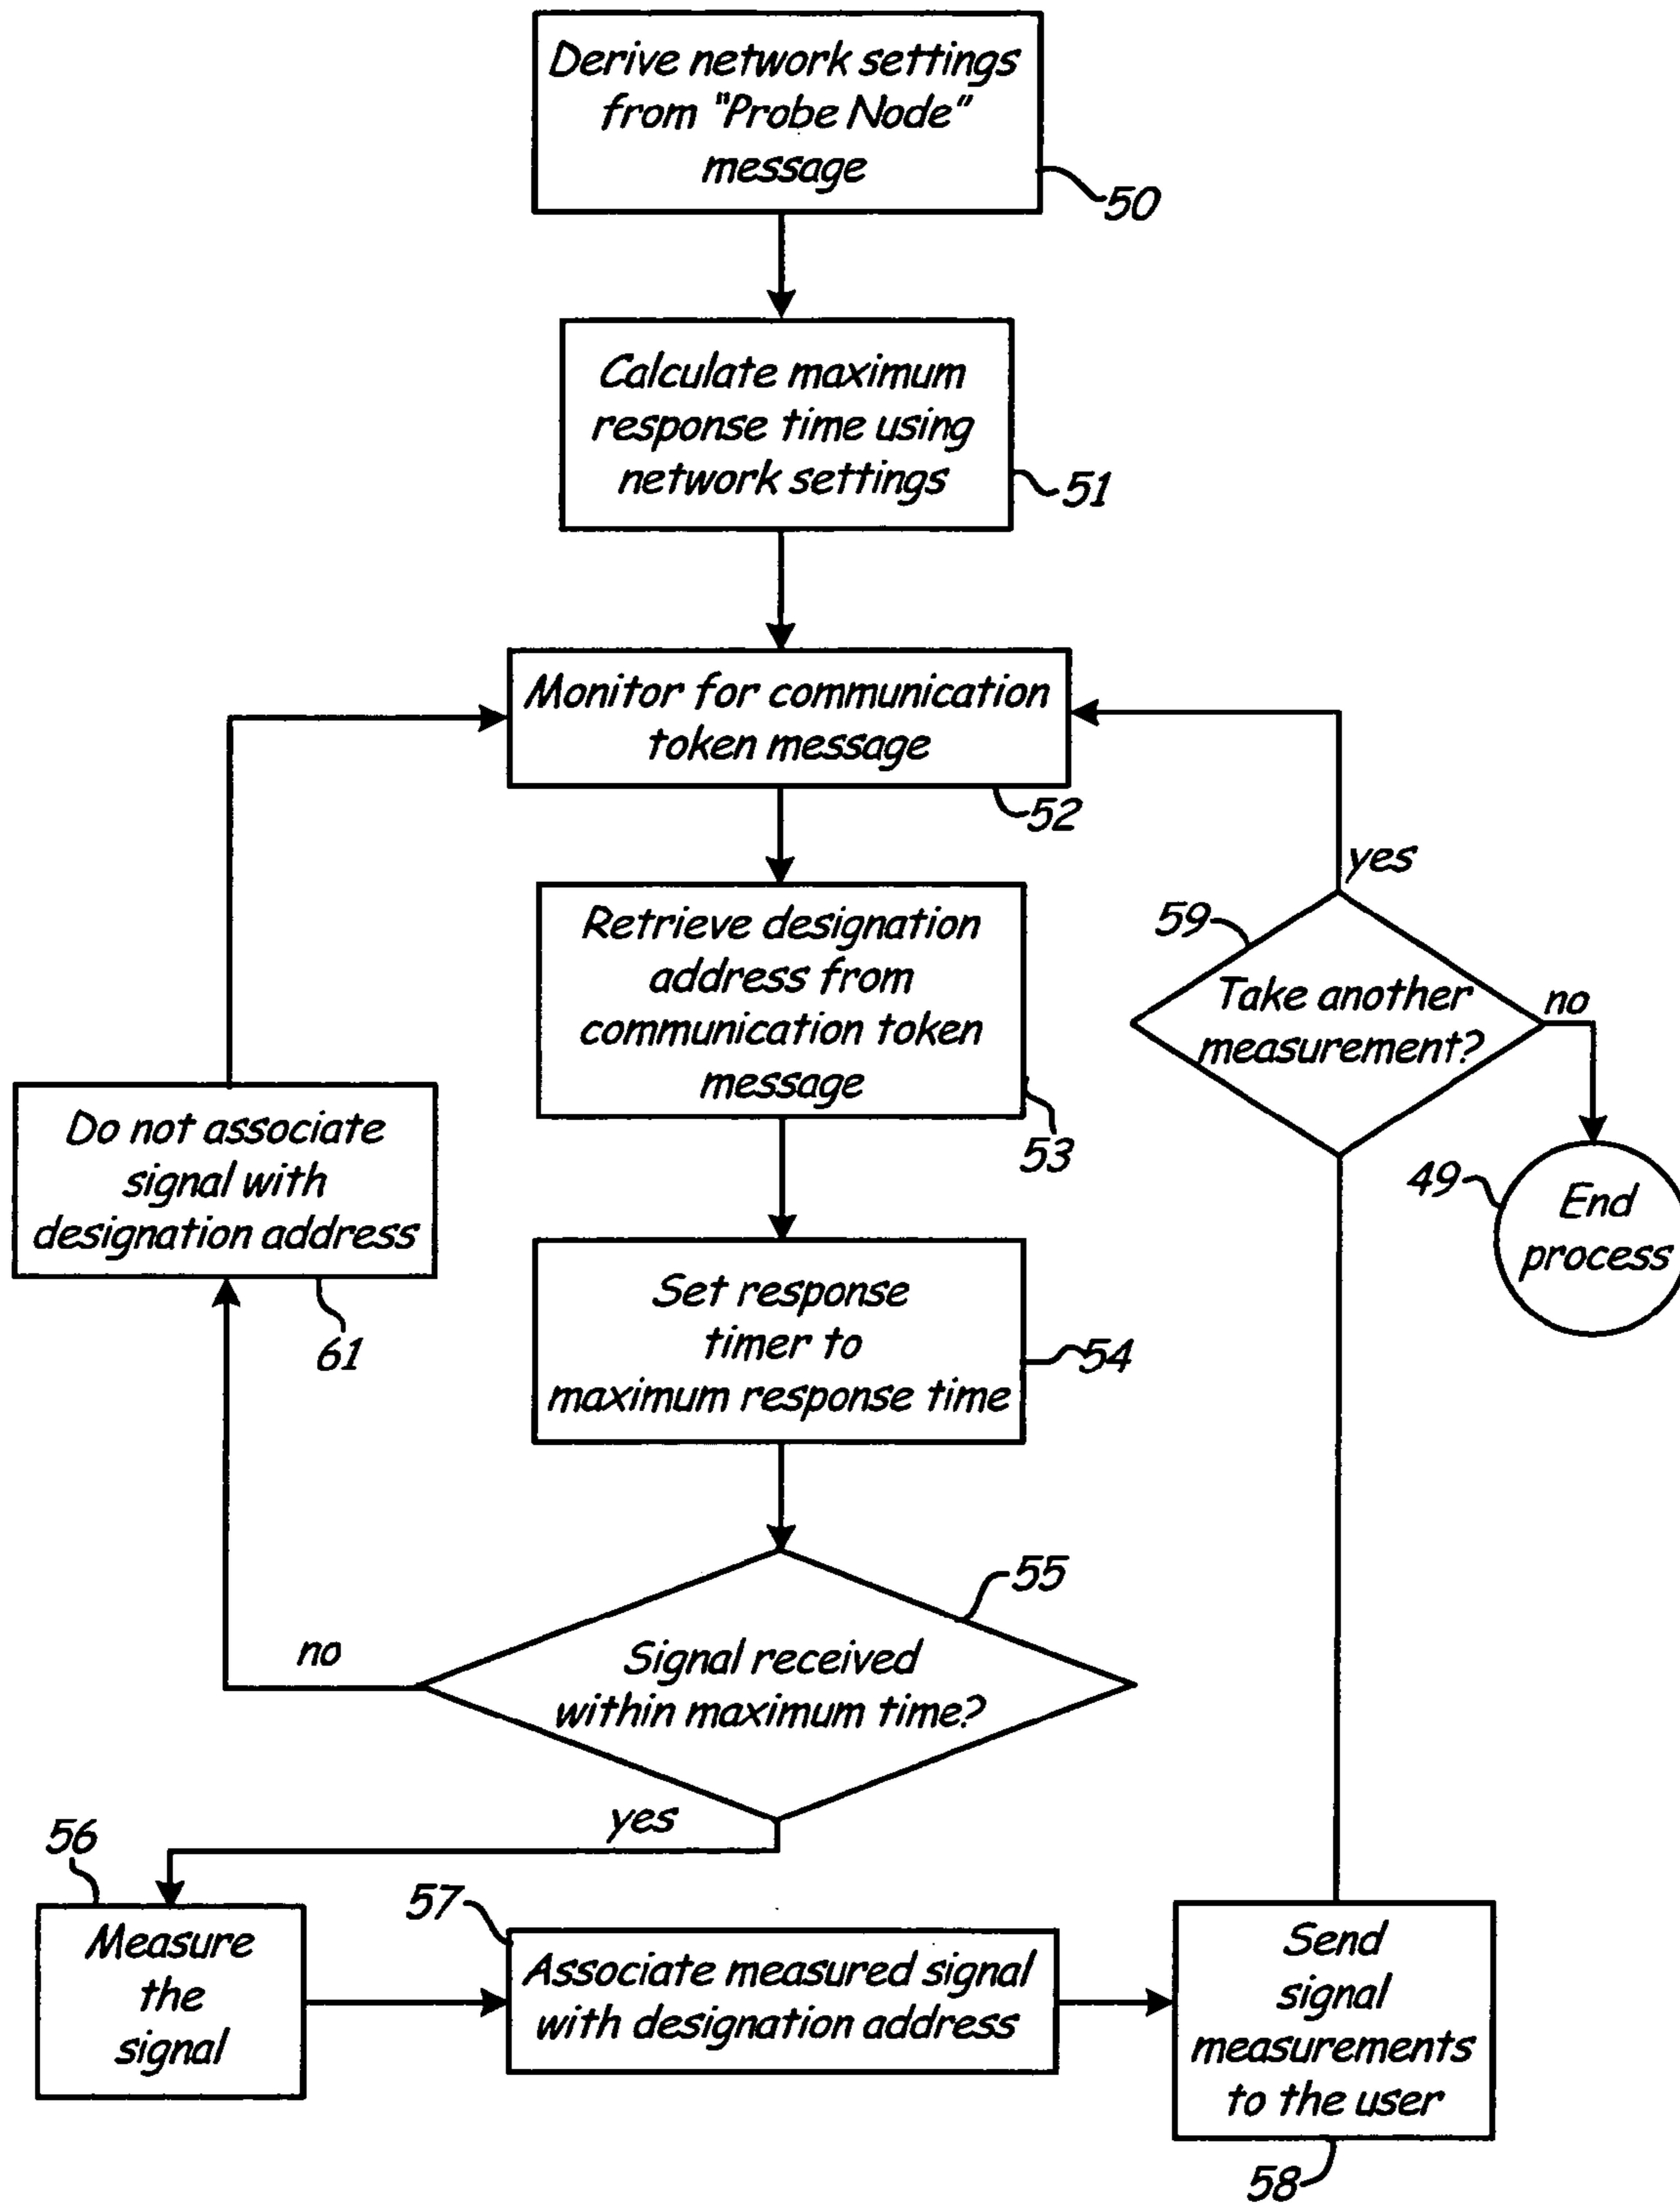 Derive network settings
from "Probe Node"
message
50
Calculate maximum
response time using
network settings
51
Monitor for communication
token message
52
yes
59
Take another
measurement?
no
Retrieve designation
address from
communication token
message
53
Do not associate
signal with
designation address
61
49
End
process
Set response
timer to
maximum response time
54
55
Signal received
within maximum time?
no
yes
56
Measure
the
signal
57
Associate measured signal
with designation address
Send
signal
measurements
to the user
58